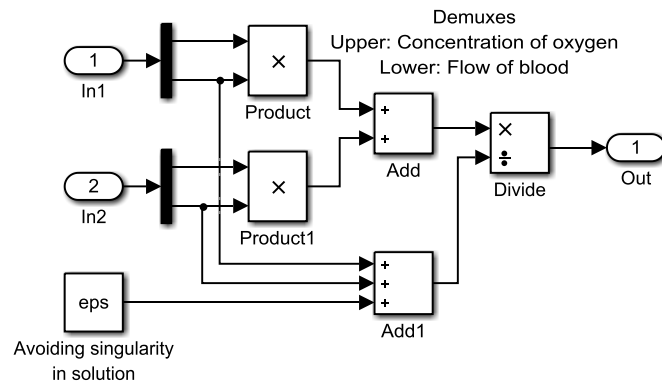 Demuxes
Upper: Concentration of oxygen
Lower: Flow of blood
1
In1
×
Product
+
+
Add
×
÷
Divide
1
Out
2
In2
×
Product1
+
+
+
Add1
eps
Avoiding singularity
in solution